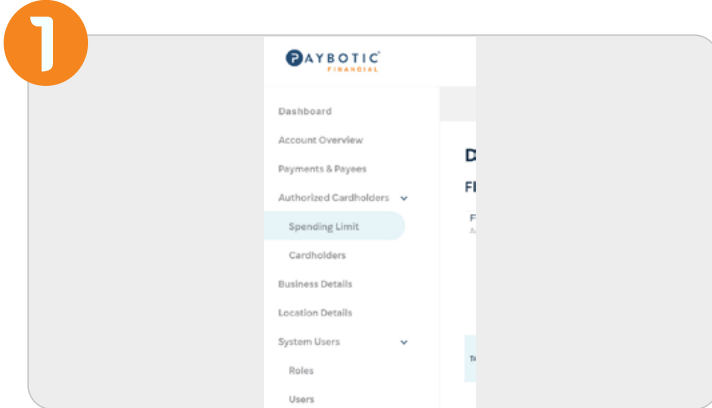 1
PAYBOTIC
FINANCIAL
Dashboard
Account Overview
Payments & Payees
Authorized Cardholders
Spending Limit
Cardholders
Business Details
Location Details
System Users
Roles
Users
D
FI
F